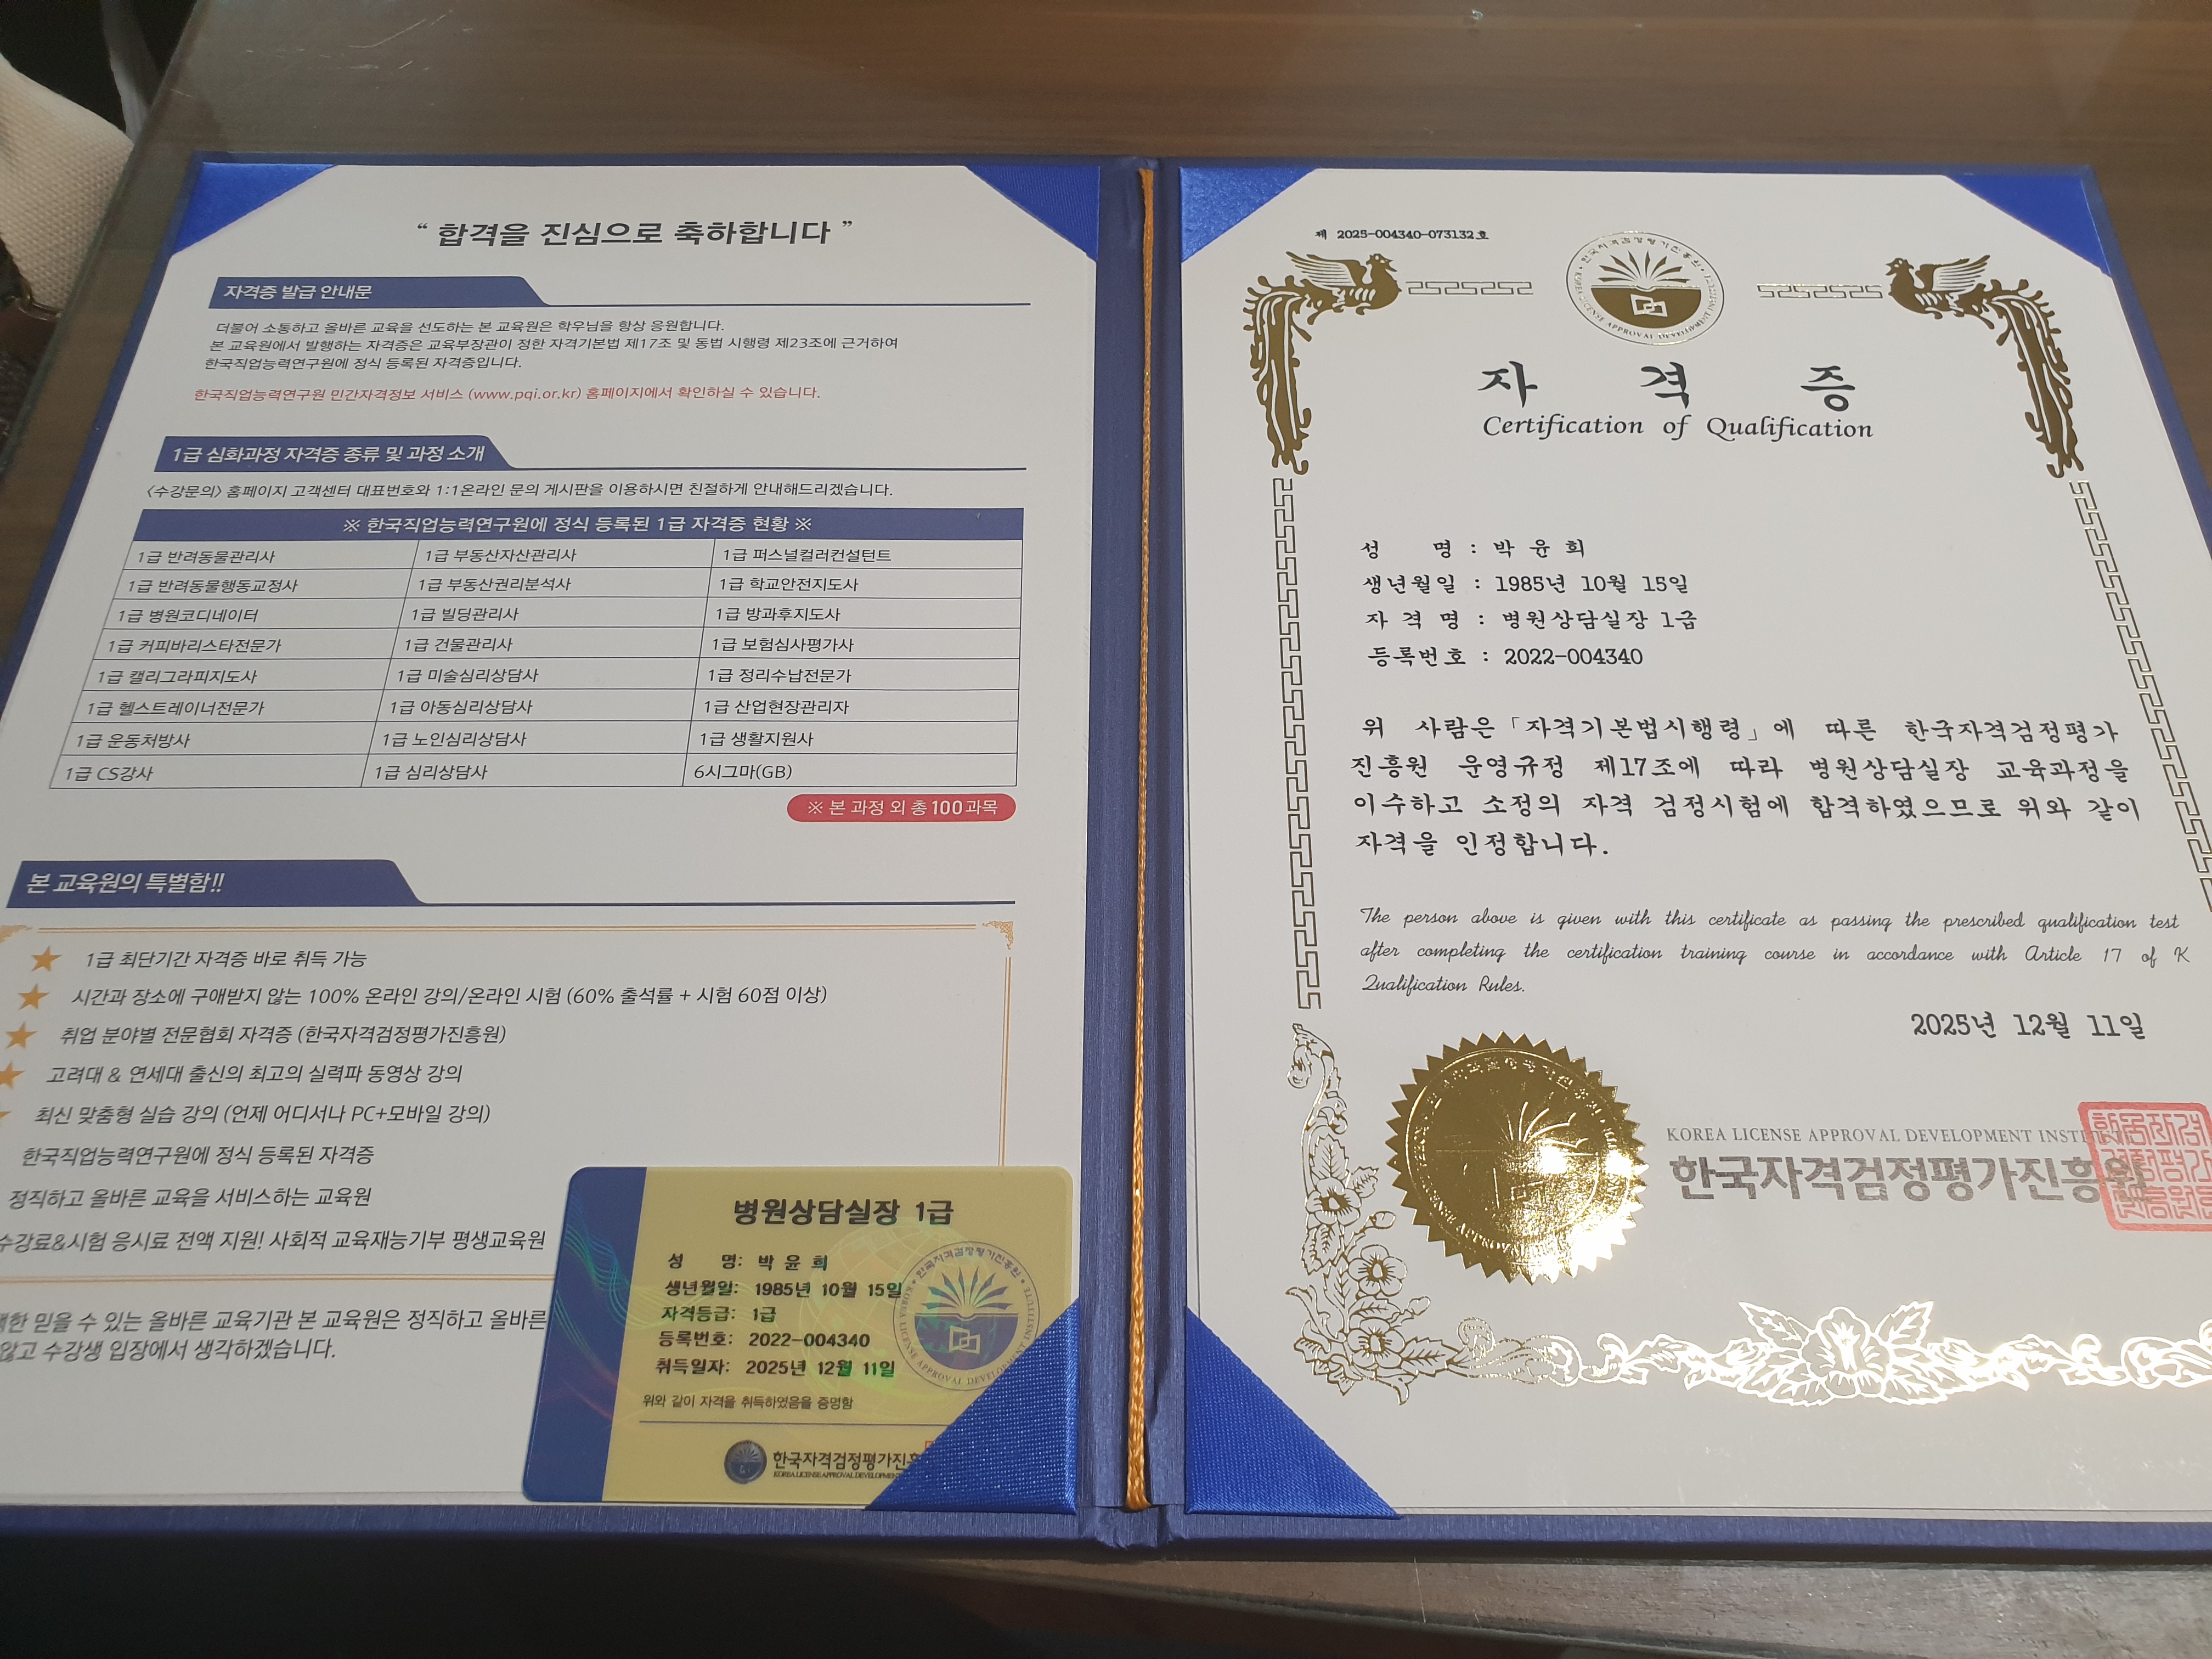 “ 합격을 진심으로 축하합니다 ”
자격증 발급 안내문
더불어 소통하고 올바른 교육을 선도하는 본 교육원은 학우님을 항상 응원합니다.
본 교육원에서 발행하는 자격증은 교육부장관이 정한 자격기본법 제17조 및 동법 시행령 제23조에 근거하여
한국직업능력연구원에 정식 등록된 자격증입니다.
한국직업능력연구원 민간자격정보 서비스 (www.pqi.or.kr) 홈페이지에서 확인하실 수 있습니다.
1급 심화과정 자격증 종류 및 과정 소개
〈수강문의〉 홈페이지 고객센터 대표번호와 1:1온라인 문의 게시판을 이용하시면 친절하게 안내해드리겠습니다.
※ 한국직업능력연구원에 정식 등록된 1급 자격증 현황 ※
1급 반려동물관리사 1급 부동산자산관리사 1급 퍼스널컬러컨설턴트
1급 반려동물행동교정사 1급 부동산권리분석사 1급 학교안전지도사
1급 병원코디네이터 1급 빌딩관리사 1급 방과후지도사
1급 커피바리스타전문가 1급 건물관리사 1급 보험심사평가사
1급 캘리그라피지도사 1급 미술심리상담사 1급 정리수납전문가
1급 헬스트레이너전문가 1급 아동심리상담사 1급 산업현장관리자
1급 운동처방사 1급 노인심리상담사 1급 생활지원사
1급 CS강사 1급 심리상담사 6시그마(GB)
※ 본 과정 외 총 100과목
본 교육원의 특별함!!
1급 최단기간 자격증 바로 취득 가능
시간과 장소에 구애받지 않는 100% 온라인 강의/온라인 시험 (60% 출석률 + 시험 60점 이상)
취업 분야별 전문협회 자격증 (한국자격검정평가진흥원)
고려대 & 연세대 출신의 최고의 실력파 동영상 강의
최신 맞춤형 실습 강의 (언제 어디서나 PC+모바일 강의)
한국직업능력연구원에 정식 등록된 자격증
정직하고 올바른 교육을 서비스하는 교육원
수강료&시험 응시료 전액 지원! 사회적 교육재능기부 평생교육원
믿을 수 있는 올바른 교육기관 본 교육원은 정직하고 올바른
않고 수강생 입장에서 생각하겠습니다.
병원상담실장 1급
성 명: 박 윤 희
생년월일: 1985년 10월 15일
자격등급: 1급
등록번호: 2022-004340
취득일자: 2025년 12월 11일
위와 같이 자격을 취득하였음을 증명함
한국자격검정평가진흥
KOREA LICENSE APPROVAL DEVELOPMENT
제 2025-004340-073132호
자 격 증
Certification of Qualification
성 명 : 박 윤 희
생년월일 : 1985년 10월 15일
자 격 명 : 병원상담실장 1급
등록번호 : 2022-004340
위 사람은 「자격기본법시행령」에 따른 한국자격검정평가
진흥원 운영규정 제17조에 따라 병원상담실장 교육과정을
이수하고 소정의 자격 검정시험에 합격하였으므로 위와 같이
자격을 인정합니다.
The person above is given with this certificate as passing the prescribed qualification test
after completing the certification training course in accordance with Article 17 of K
Qualification Rules.
2025년 12월 11일
KOREA LICENSE APPROVAL DEVELOPMENT INSTITUTE
한국자격검정평가진흥원